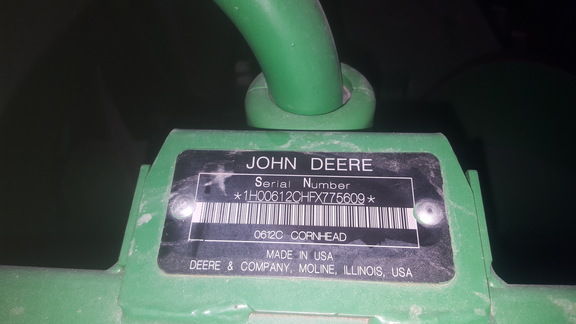 JOHN DEERE
Serial Number
*1H00612CHFX775609*
0612C CORNHEAD
MADE IN USA
DEERE & COMPANY, MOLINE, ILLINOIS, USA